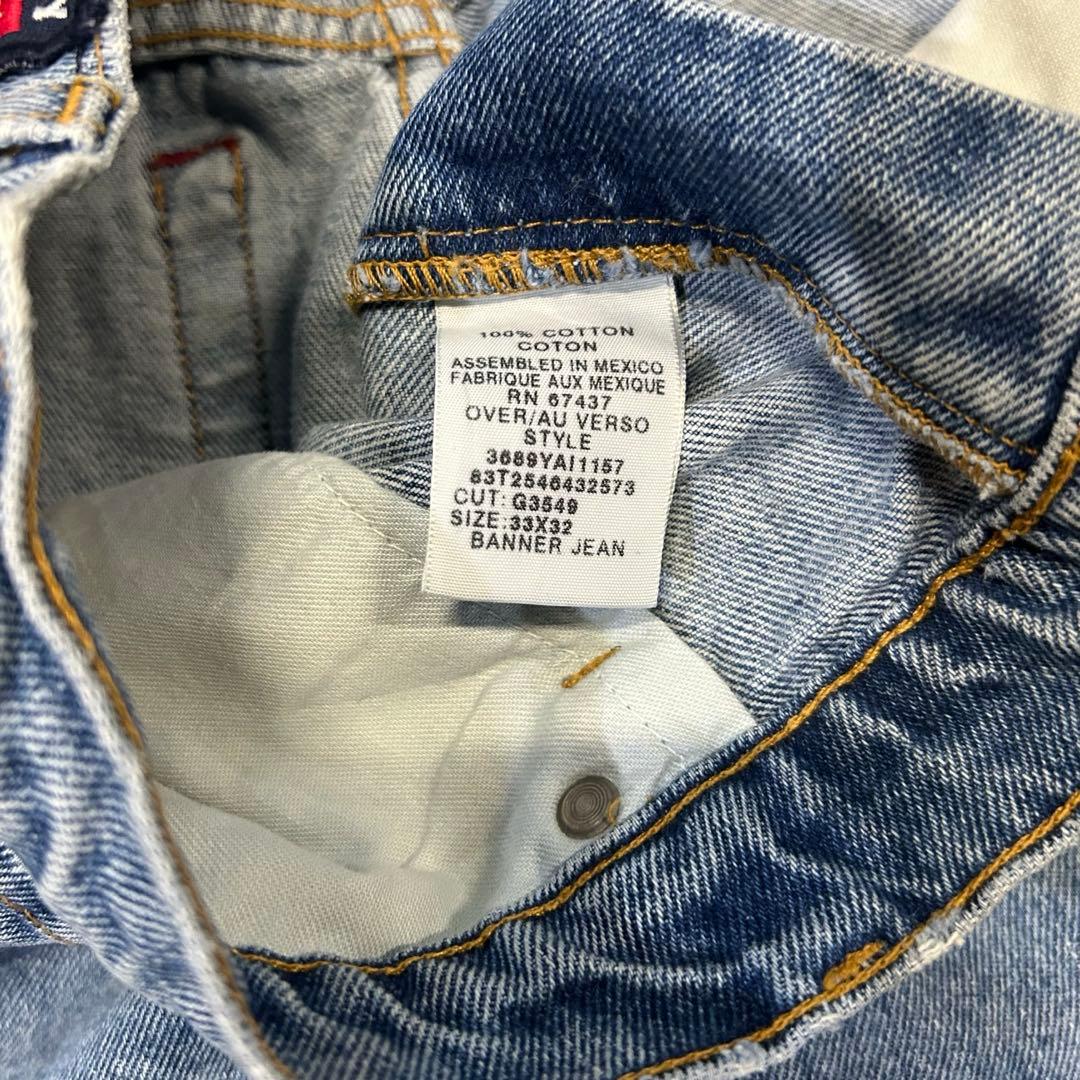 100% COTTON
COTON
ASSEMBLED IN MEXICO
FABRIQUE AUX MEXIQUE
RN 67437
OVER/AU VERSO
STYLE
3689YAI1157
83T2546432573
CUT: G3549
SIZE:33X32
BANNER JEAN